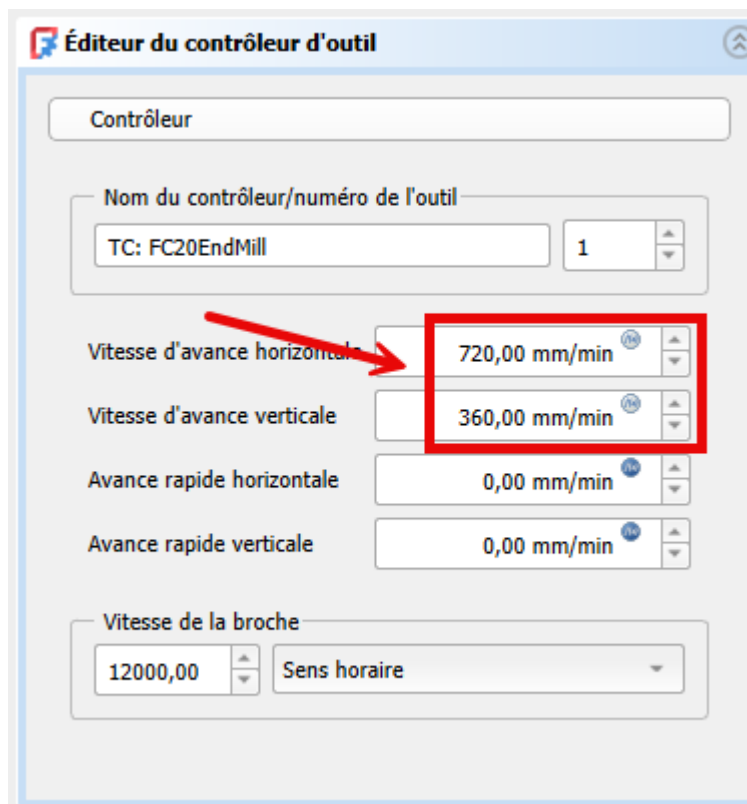 Éditeur du contrôleur d'outil
Contrôleur
Nom du contrôleur/numéro de l'outil
TC: FC20EndMill 1
Vitesse d'avance horizontale 720,00 mm/min
Vitesse d'avance verticale 360,00 mm/min
Avance rapide horizontale 0,00 mm/min
Avance rapide verticale 0,00 mm/min
Vitesse de la broche
12000,00 Sens horaire